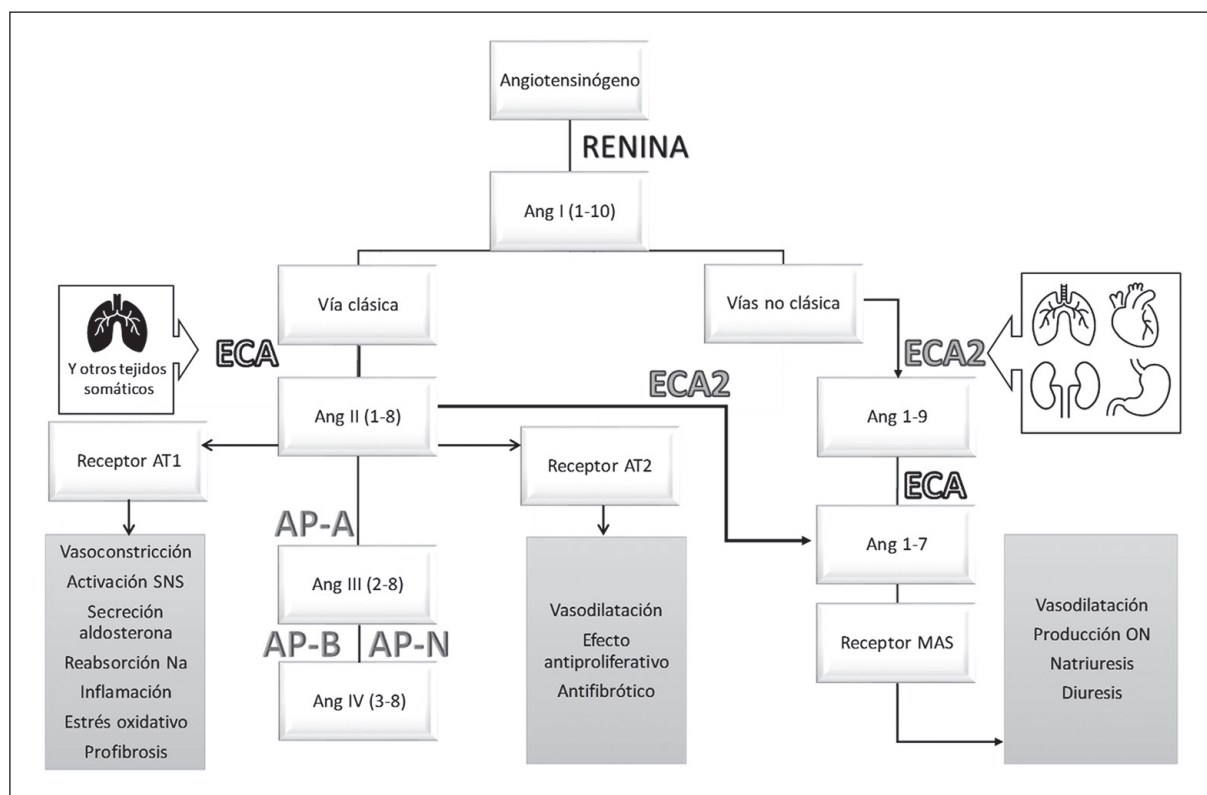 Angiotensinógeno
RENINA
Ang I (1-10)
Vía clásica
Vías no clásica
Y otros tejidos
somáticos
ECA
ECA2
ECA2
Ang II (1-8)
Ang 1-9
Receptor AT1
Receptor AT2
ECA
AP-A
Ang 1-7
Vasoconstricción
Activación SNS
Secreción
aldosterona
Reabsorción Na
Inflamación
Estrés oxidativo
Profibrosis
Ang III (2-8)
AP-B
AP-N
Ang IV (3-8)
Vasodilatación
Efecto
antiproliferativo
Antifibrótico
Receptor MAS
Vasodilatación
Producción ON
Natriuresis
Diuresis